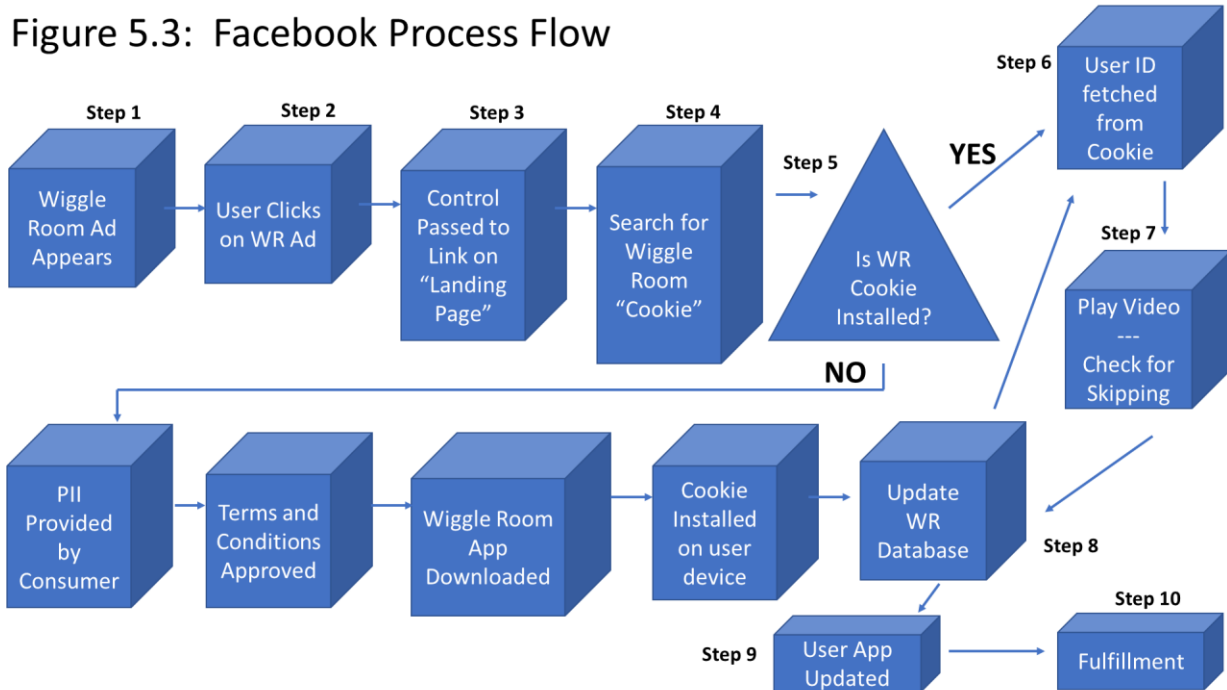 Figure 5.3:  Facebook Process Flow
Step 1
Wiggle
Room Ad
Appears
Step 2
User Clicks
on WR Ad
Step 3
Control
Passed to
Link on
“Landing
Page”
Step 4
Search for
Wiggle
Room
“Cookie”
Step 5
Is WR
Cookie
Installed?
YES
Step 6
User ID
fetched
from
Cookie
Step 7
Play Video
---
Check for
Skipping
NO
PII
Provided
by
Consumer
Terms and
Conditions
Approved
Wiggle Room
App
Downloaded
Cookie
Installed
on user
device
Update
WR
Database
Step 8
Step 9
User App
Updated
Step 10
Fulfillment